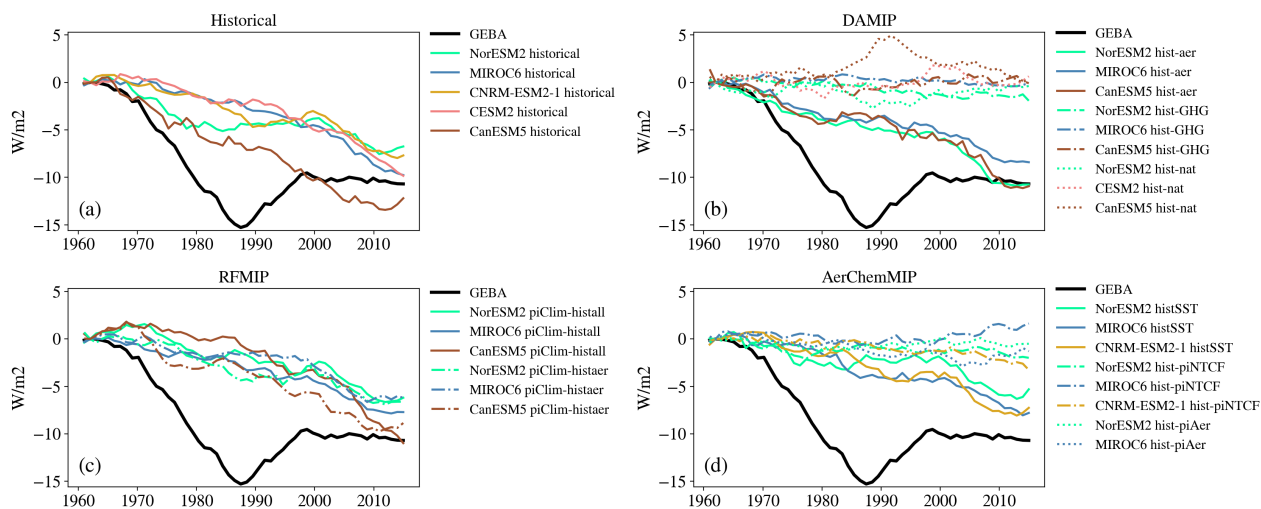 Historical
W/m2
5
0
−5
−10
−15
1960 1970 1980 1990 2000 2010
(a)
GEBA
NorESM2 historical
MIROC6 historical
CNRM-ESM2-1 historical
CESM2 historical
CanESM5 historical
DAMIP
W/m2
5
0
−5
−10
−15
1960 1970 1980 1990 2000 2010
(b)
GEBA
NorESM2 hist-aer
MIROC6 hist-aer
CanESM5 hist-aer
NorESM2 hist-GHG
MIROC6 hist-GHG
CanESM5 hist-GHG
NorESM2 hist-nat
CESM2 hist-nat
CanESM5 hist-nat
RFMIP
W/m2
5
0
−5
−10
−15
1960 1970 1980 1990 2000 2010
(c)
GEBA
NorESM2 piClim-histall
MIROC6 piClim-histall
CanESM5 piClim-histall
NorESM2 piClim-histaer
MIROC6 piClim-histaer
CanESM5 piClim-histaer
AerChemMIP
W/m2
5
0
−5
−10
−15
1960 1970 1980 1990 2000 2010
(d)
GEBA
NorESM2 histSST
MIROC6 histSST
CNRM-ESM2-1 histSST
NorESM2 hist-piNTCF
MIROC6 hist-piNTCF
CNRM-ESM2-1 hist-piNTCF
NorESM2 hist-piAer
MIROC6 hist-piAer